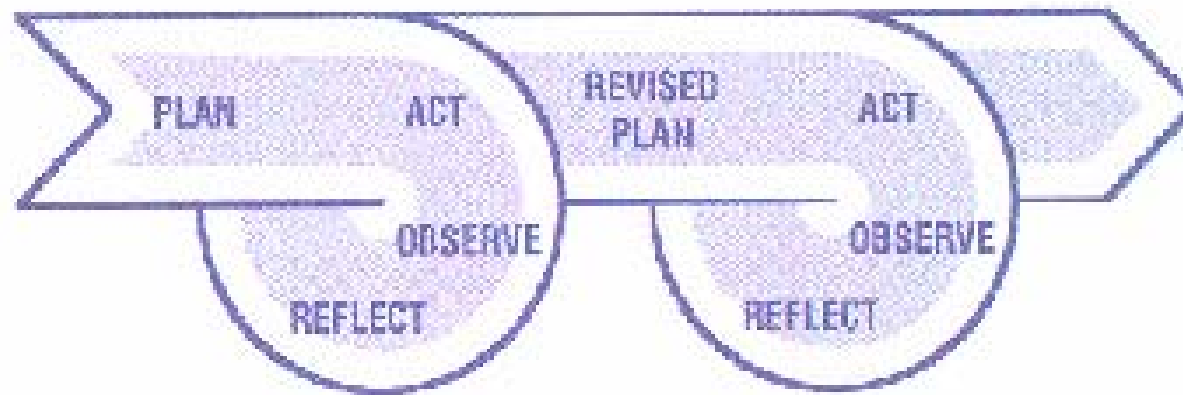 PLAN
ACT
OBSERVE
REFLECT
REVISED
PLAN
ACT
OBSERVE
REFLECT